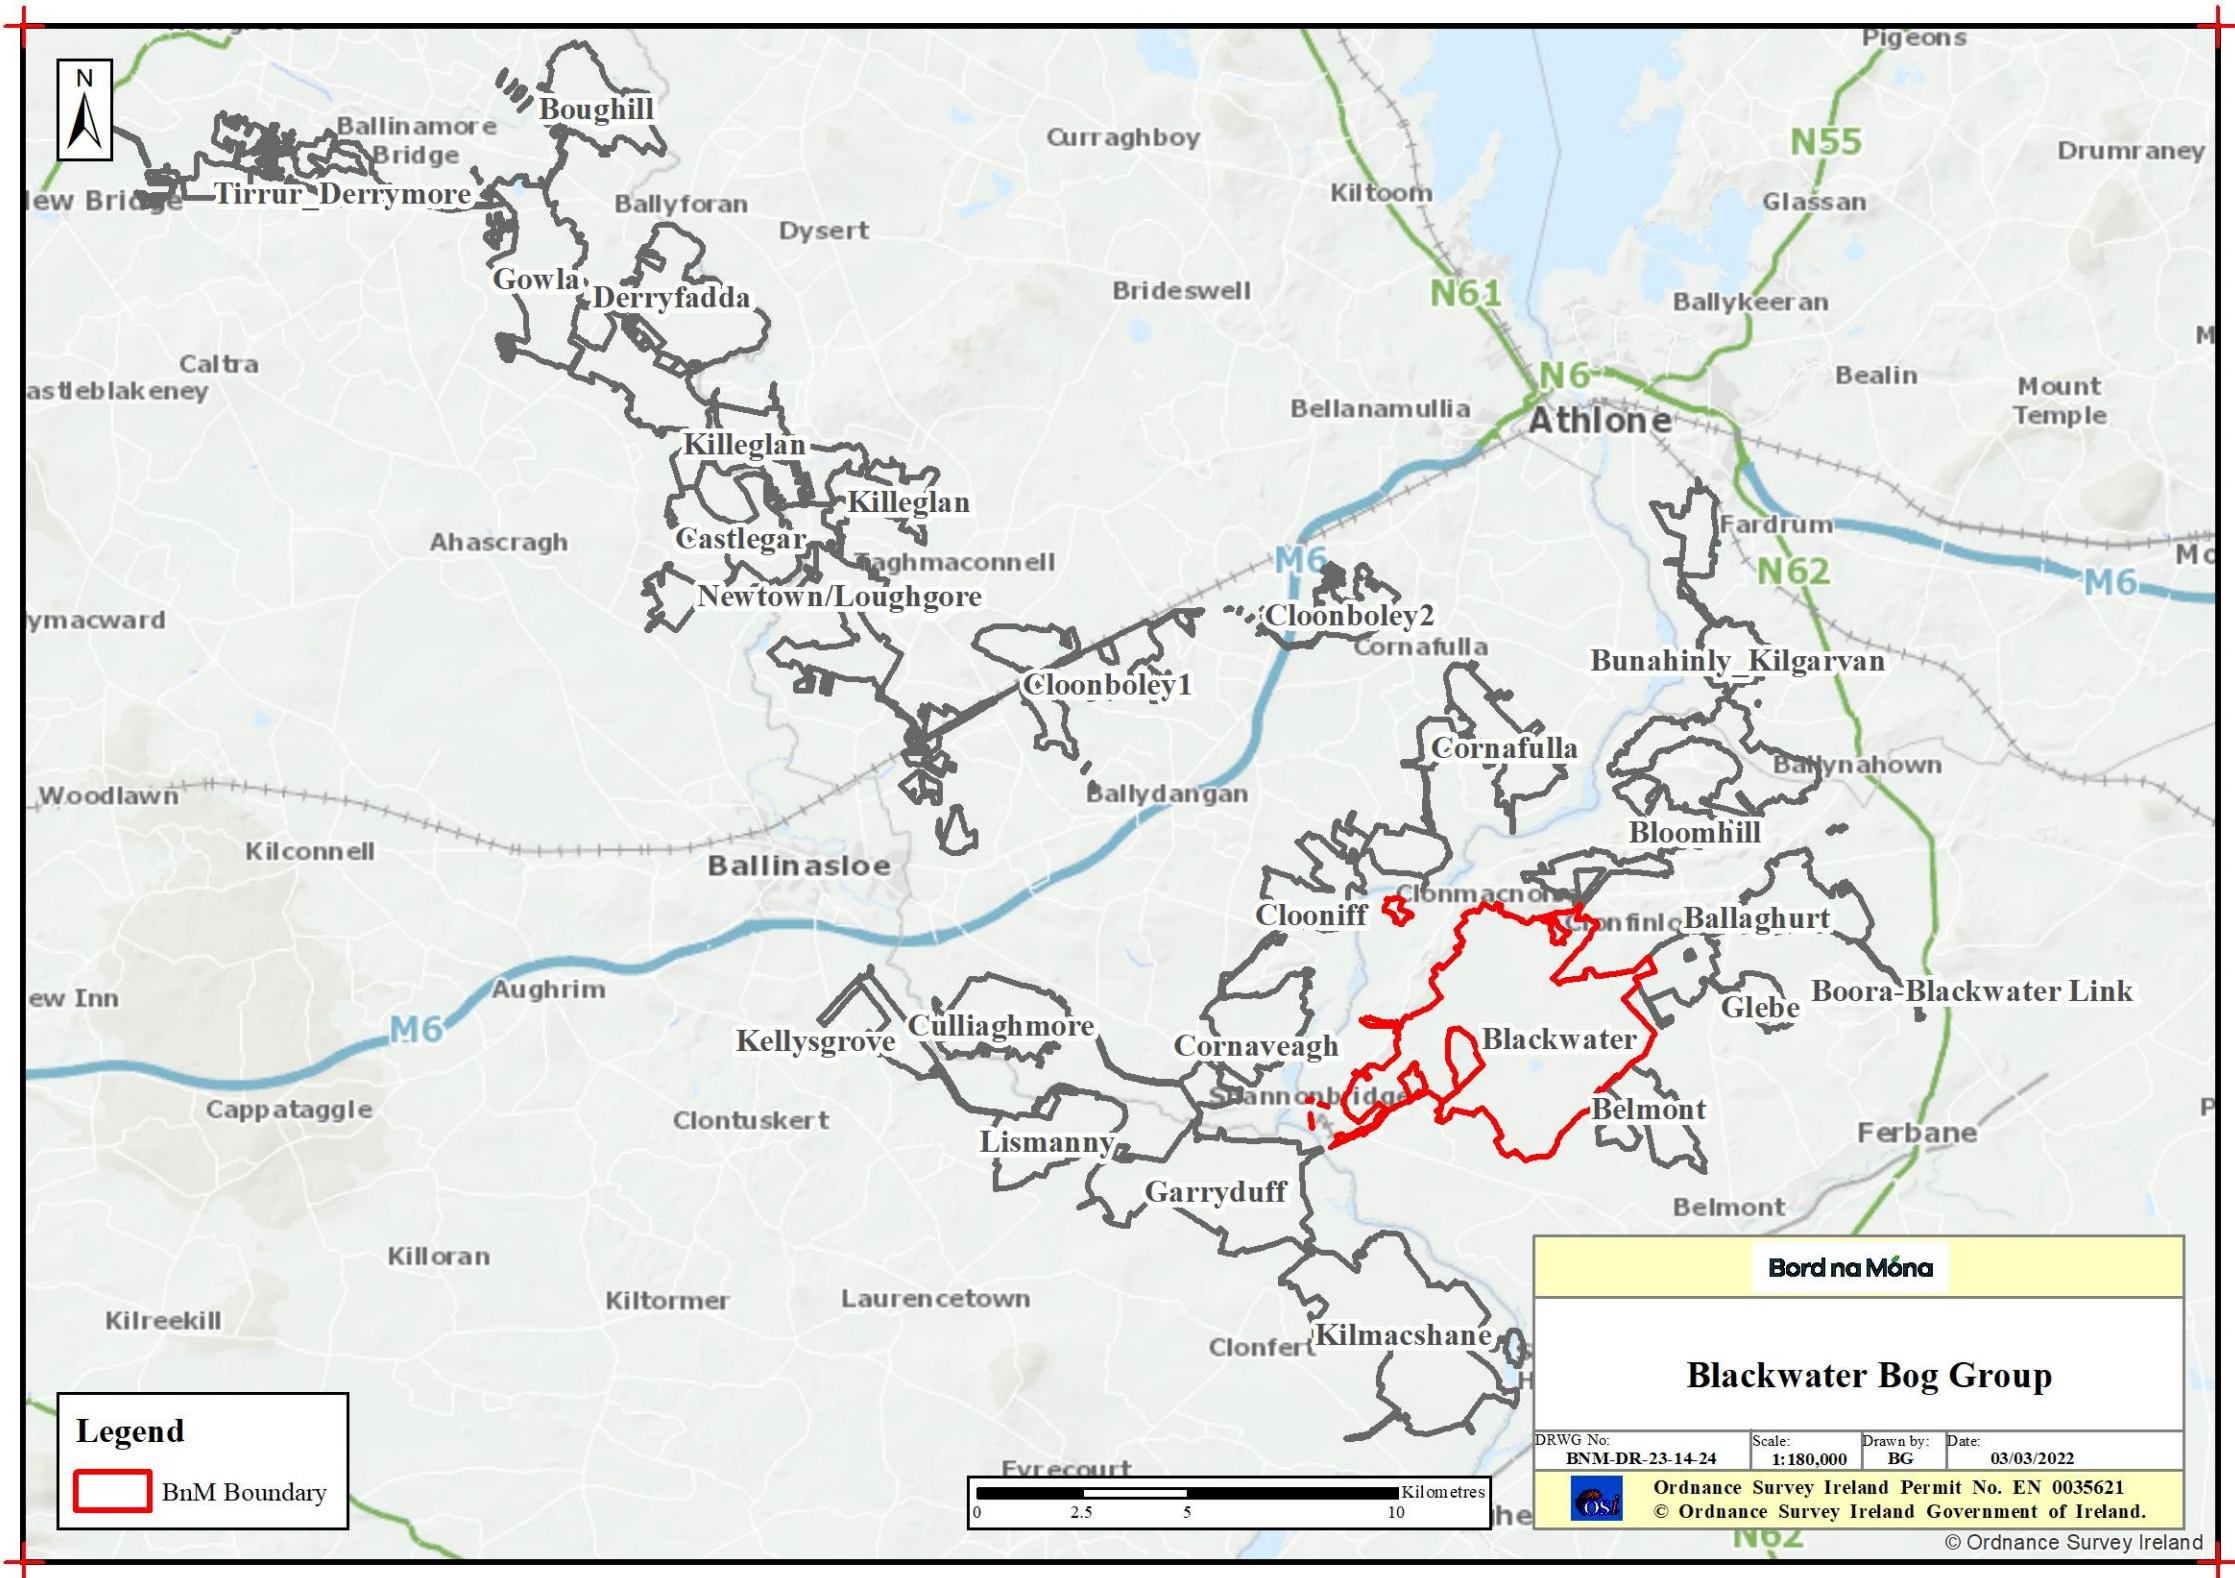 Pigeons
N
Boughill
Ballinamore
Bridge
Curraghboy
N55
Drumraney
Tirrur_Derrymore
Kiltoom
Glassan
Ballyforan
Dysert
Gowla
Derryfadda
Brideswell
N61
Ballykeeran
Caltra
N6
Bealin
Mount
Temple
Bellanamullia
Athlone
Killeglan
Killeglan
Castlegar
Ahascragh
Taghmaconnell
M6
Fardrum
N62
M6
Newtown/Loughgore
Cloonboley2
Cornafulla
Bunahinly_Kilgarvan
Cloonboley1
Cornafulla
Ballynahown
Woodlawn
Ballydangan
Bloomhill
Kilconnell
Ballinasloe
Clooniff
Ballaghurt
Aughrim
Boora-Blackwater Link
Glebe
M6
Kellysgrove
Culliaghmore
Cornaveagh
Blackwater
Shannonbridge
Cappataggle
Clontuskert
Belmont
Lismanny
Ferbane
Garryduff
Belmont
Killoran
Kiltormer
Laurencetown
Kilreekill
Clonfert
Kilmacshane
Eyrecourt
Legend
BnM Boundary
Kilometres
0 2.5 5 10
Bord na Móna
Blackwater Bog Group
DRWG No: Scale: Drawn by: Date:
BNM-DR-23-14-24 1:180,000 BG 03/03/2022
osi
Ordnance Survey Ireland Permit No. EN 0035621
© Ordnance Survey Ireland Government of Ireland.
N62
© Ordnance Survey Ireland